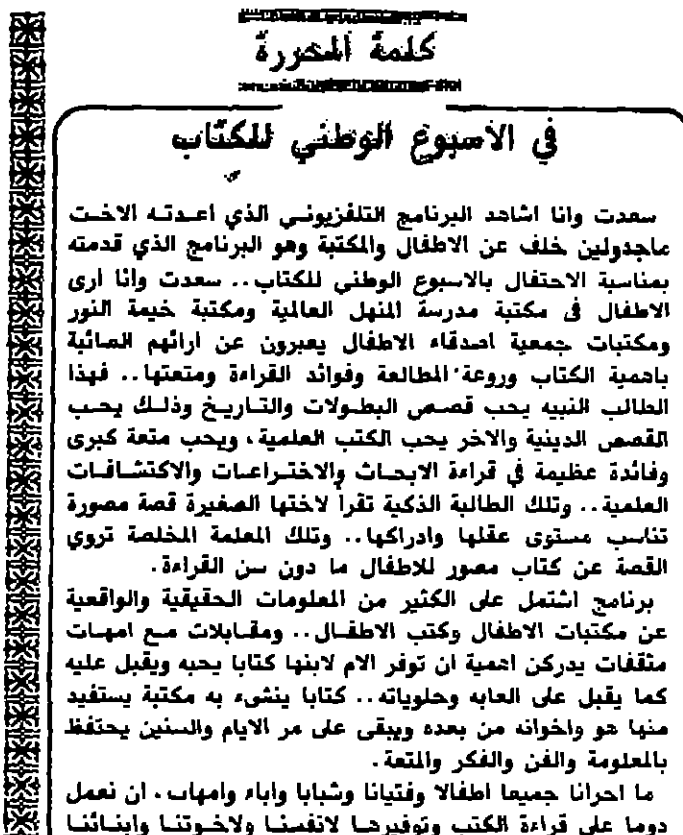 كلمة المحررة
في الاسبوع الوطني للكتاب
سعدت وانا اشاهد البرنامج التلفزيوني الذي اعدته الاخت
ماجدولين خلف عن الاطفال والمكتبة وهو البرنامج الذي قدمته
بمناسبة الاحتفال بالاسبوع الوطني للكتاب.. سعدت وانا ارى
الاطفال في مكتبة مدرسة المنهل العالمية ومكتبة خيمة النور
ومكتبات جمعية اصدقاء الاطفال يعبرون عن ارائهم الصائبة
باهمية الكتاب وروعة المطالعة وفوائد القراءة ومتعتها.. فهذا
الطالب النبيه يحب قصص البطولات والتاريخ وذلك يحب
القصص الدينية والاخر يحب الكتب العلمية، ويحب متعة كبرى
وفائدة عظيمة في قراءة الابحاث والاختراعات والاكتشافات
العلمية.. وتلك الطالبة الذكية تقرأ لاختها الصغيرة قصة مصورة
تناسب مستوى عقلها وادراكها.. وتلك المعلمة المخلصة تروي
القصة عن كتاب مصور للاطفال ما دون سن القراءة.
برنامج اشتمل على الكثير من المعلومات الحقيقية والواقعية
عن مكتبات الاطفال وكتب الاطفال.. ومقابلات مع امهات
مثقفات يدركن اهمية ان توفر الام لابنها كتابا يحبه ويقبل عليه
كما يقبل على العابه وحلوياته.. كتابا ينشىء به مكتبة يستفيد
منها هو واخوانه من بعده ويبقى على مر الايام والسنين يحتفظ
بالمعلومة والفن والفكر والمتعة.
ما احرانا جميعا اطفالا وفتيانا وشبابا واباء وامهات، ان نعمل
دوما على قراءة الكتب وتوفيرها لانفسنا ولاخوتنا وابنائنا